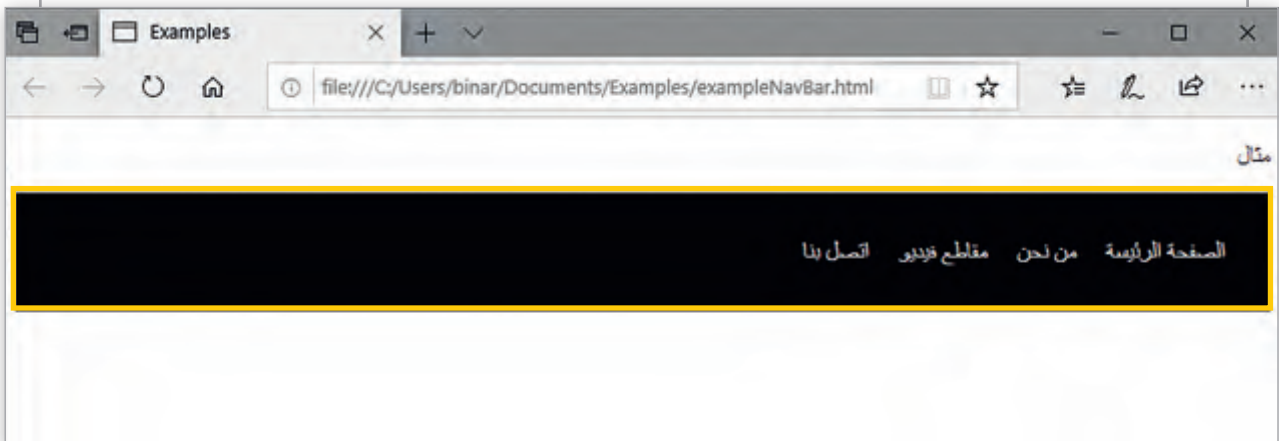 Examples
file:///C:/Users/binar/Documents/Examples/exampleNavBar.html
مثال
الصفحة الرئيسة من نحن مقاطع فيديو اتصل بنا